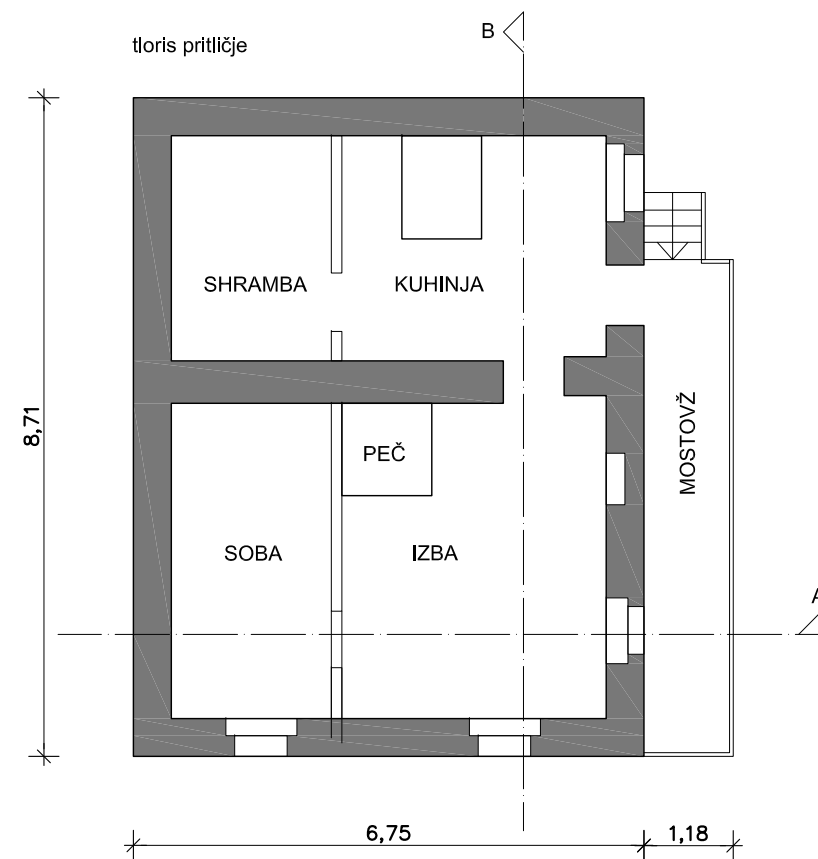 tloris pritličje
B
SHRAMBA
KUHINJA
8,71
PEČ
MOSTOVŽ
SOBA
IZBA
A
6,75
1,18